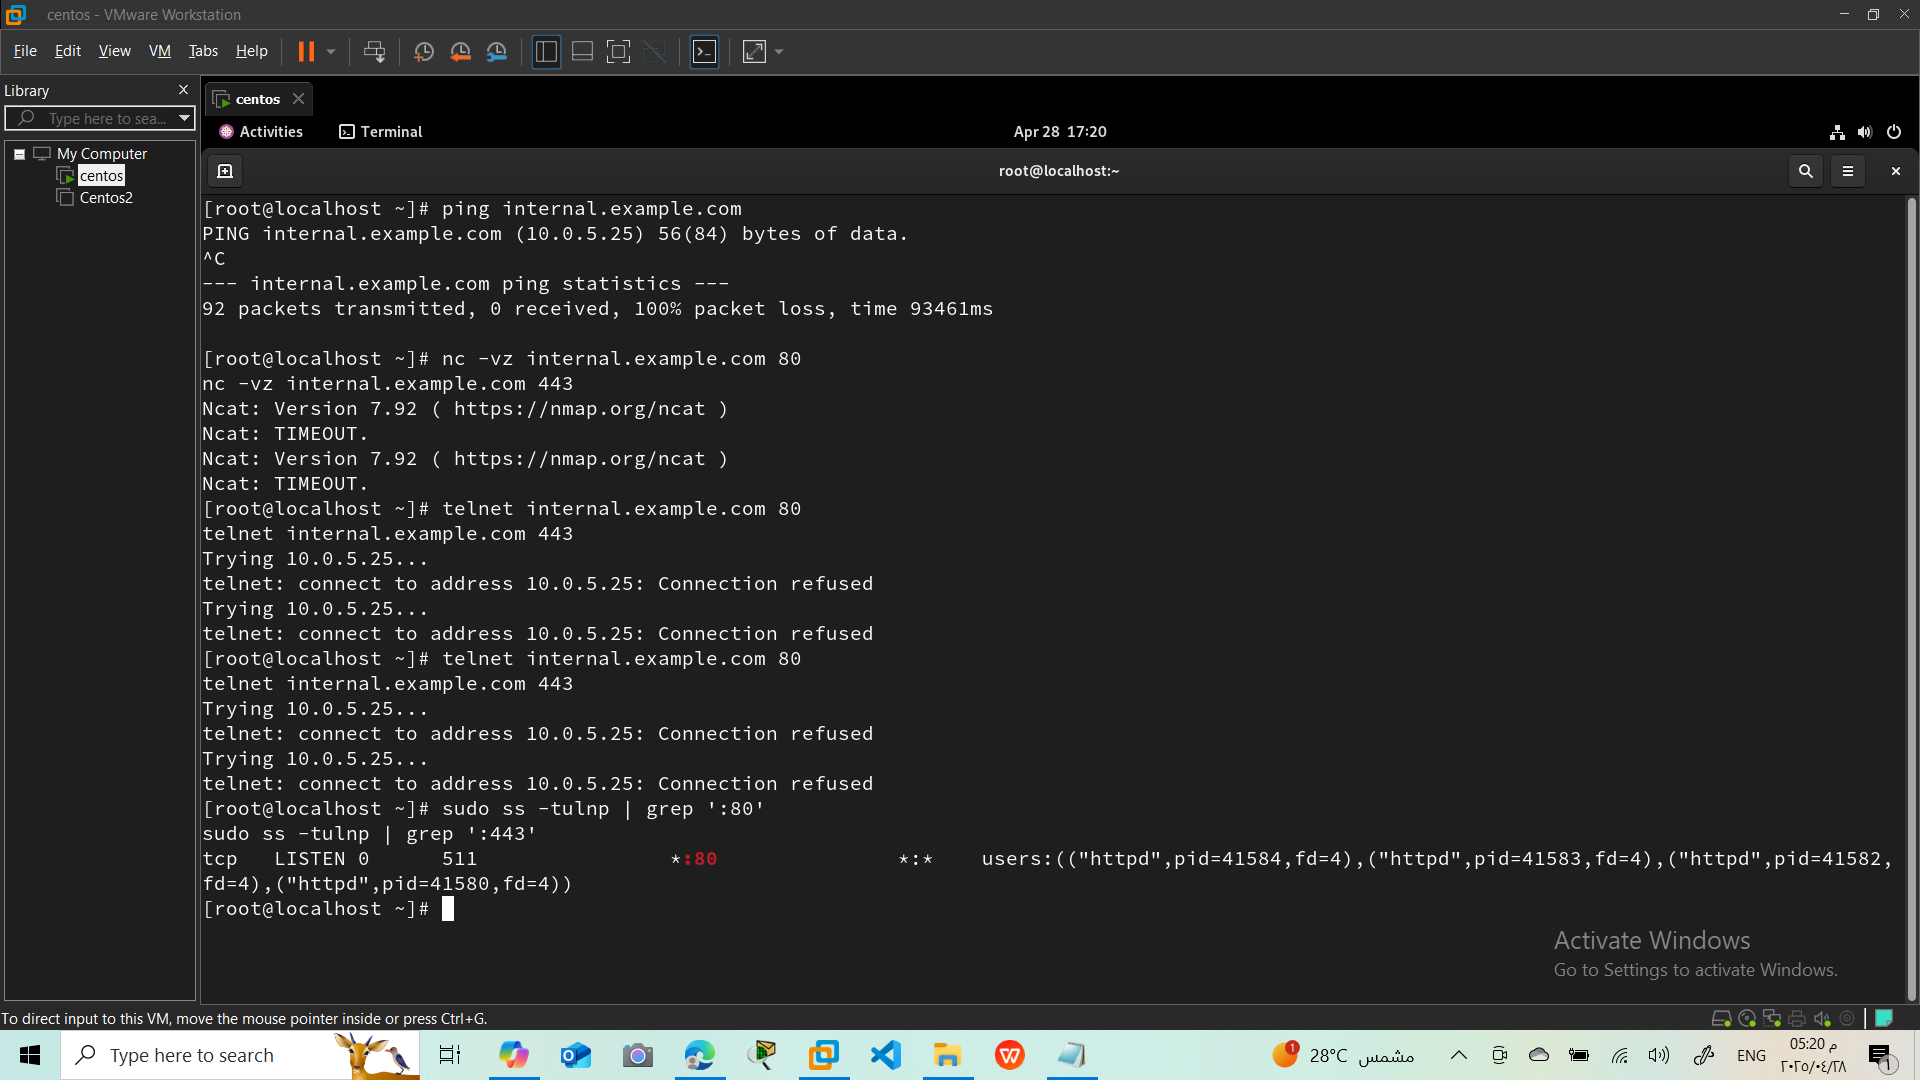 centos - VMware Workstation
File Edit View VM Tabs Help
Library
Type here to sea...
My Computer
centos
Centos2
centos
Activities Terminal Apr 28 17:20
root@localhost:~
[root@localhost ~]# ping internal.example.com
PING internal.example.com (10.0.5.25) 56(84) bytes of data.
^C
--- internal.example.com ping statistics ---
92 packets transmitted, 0 received, 100% packet loss, time 93461ms
[root@localhost ~]# nc -vz internal.example.com 80
nc -vz internal.example.com 443
Ncat: Version 7.92 ( https://nmap.org/ncat )
Ncat: TIMEOUT.
Ncat: Version 7.92 ( https://nmap.org/ncat )
Ncat: TIMEOUT.
[root@localhost ~]# telnet internal.example.com 80
telnet internal.example.com 443
Trying 10.0.5.25...
telnet: connect to address 10.0.5.25: Connection refused
Trying 10.0.5.25...
telnet: connect to address 10.0.5.25: Connection refused
[root@localhost ~]# telnet internal.example.com 80
telnet internal.example.com 443
Trying 10.0.5.25...
telnet: connect to address 10.0.5.25: Connection refused
Trying 10.0.5.25...
telnet: connect to address 10.0.5.25: Connection refused
[root@localhost ~]# sudo ss -tulnp | grep ':80'
sudo ss -tulnp | grep ':443'
tcp LISTEN 0 511 *:80 *:* users:(("httpd",pid=41584,fd=4),("httpd",pid=41583,fd=4),("httpd",pid=41582,
fd=4),("httpd",pid=41580,fd=4))
[root@localhost ~]#
Activate Windows
Go to Settings to activate Windows.
To direct input to this VM, move the mouse pointer inside or press Ctrl+G.
Type here to search
1
28°C مشمس
ENG
05:20 م
٢٠٢٥/٠٤/٢٨
1